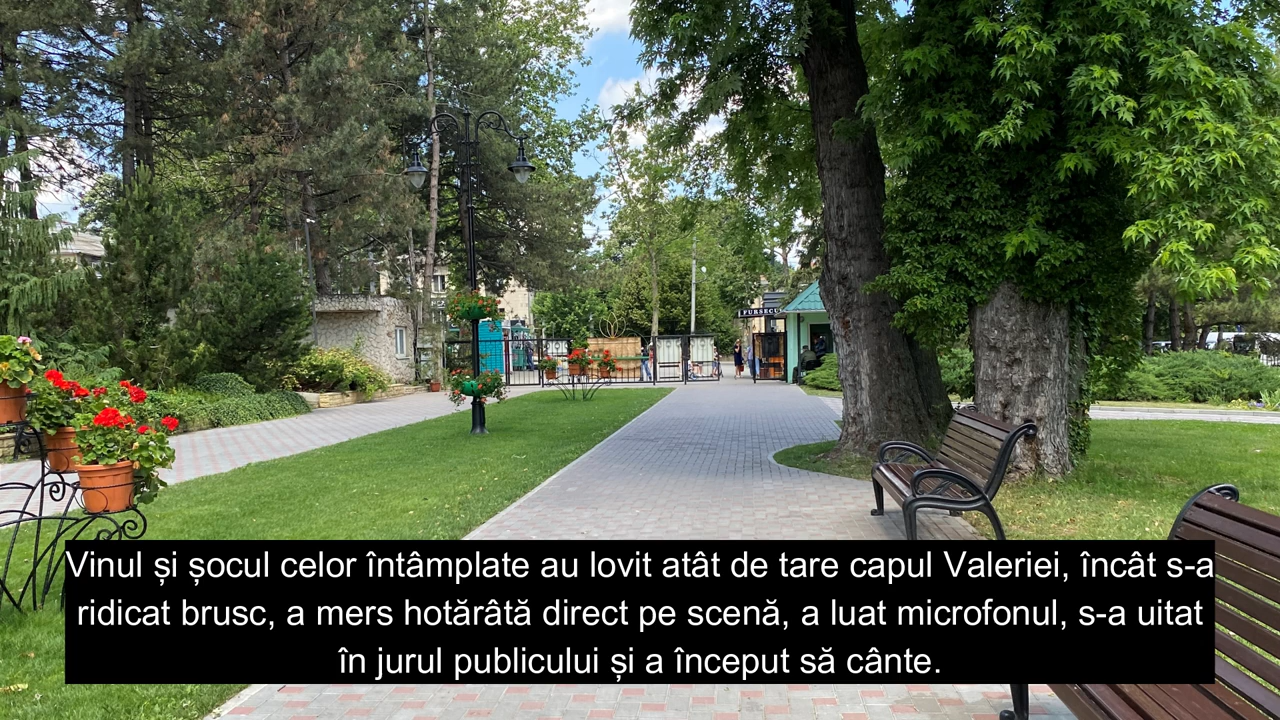 FURSECU
Vinul și șocul celor întâmplate au lovit atât de tare capul Valeriei, încât s-a
ridicat brusc, a mers hotărâtă direct pe scenă, a luat microfonul, s-a uitat
în jurul publicului și a început să cânte.